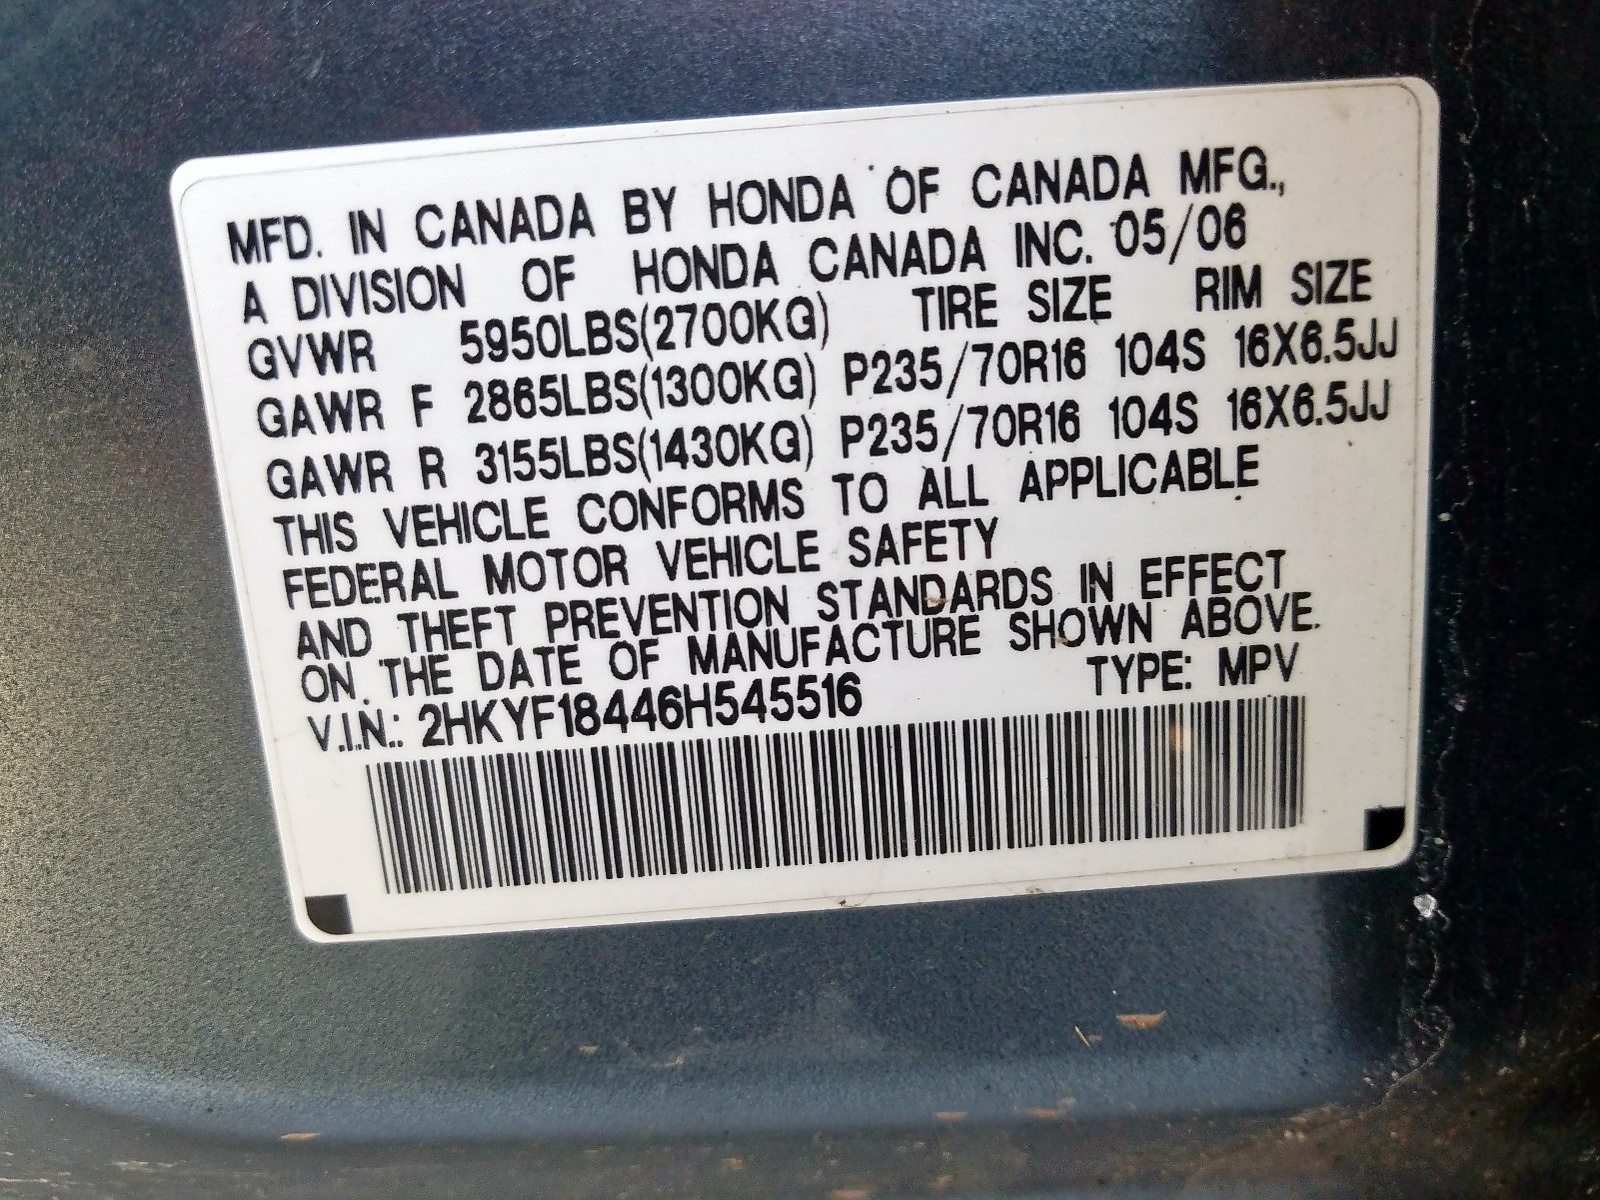 MFD. IN CANADA BY HONDA OF CANADA MFG.,
A DIVISION OF HONDA CANADA INC. 05/06
GVWR 5950LBS(2700KG) TIRE SIZE RIM SIZE
GAWR F 2865LBS(1300KG) P235/70R16 104S 16X6.5JJ
GAWR R 3155LBS(1430KG) P235/70R16 104S 16X6.5JJ
THIS VEHICLE CONFORMS TO ALL APPLICABLE
FEDERAL MOTOR VEHICLE SAFETY
AND THEFT PREVENTION STANDARDS IN EFFECT
ON THE DATE OF MANUFACTURE SHOWN ABOVE.
V.I.N.: 2HKYF18446H545516 TYPE: MPV